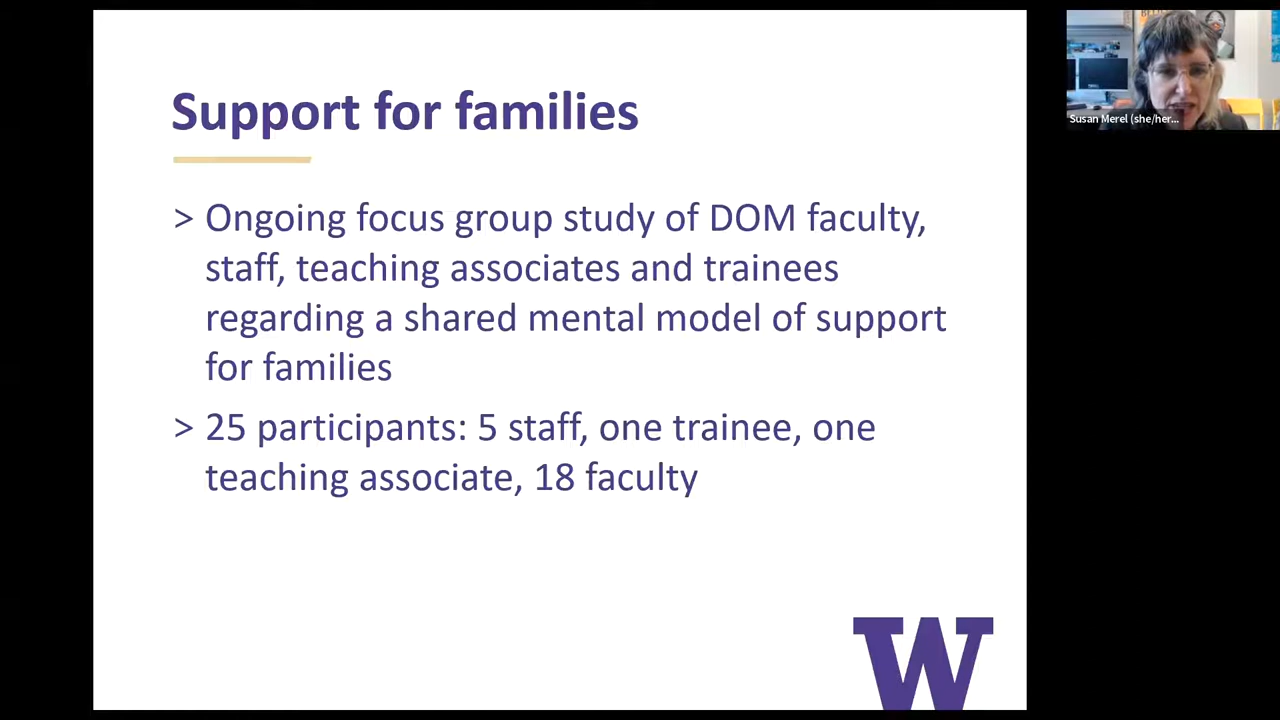 Support for families
> Ongoing focus group study of DOM faculty,
staff, teaching associates and trainees
regarding a shared mental model of support
for families
> 25 participants: 5 staff, one trainee, one
teaching associate, 18 faculty
W
Susan Merel (she/her...